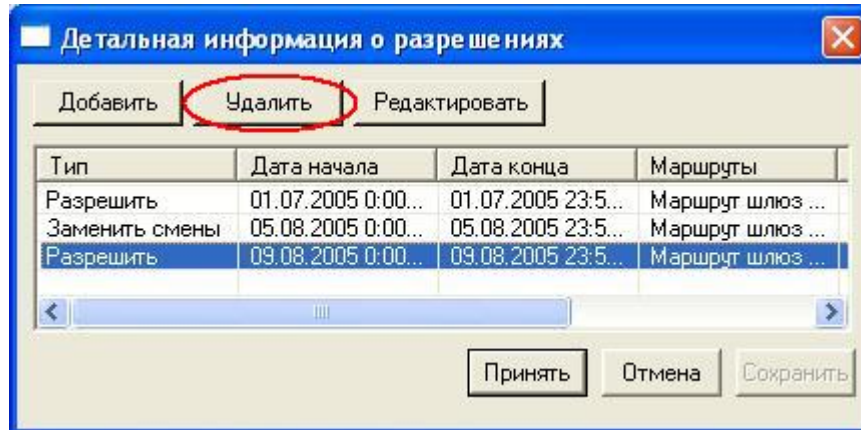 Детальная информация о разрешениях
Добавить Удалить Редактировать
Тип Дата начала Дата конца Маршруты
Разрешить 01.07.2005 0:00... 01.07.2005 23:5... Маршрут шлюз ...
Заменить смены 05.08.2005 0:00... 05.08.2005 23:5... Маршрут шлюз ...
Разрешить 09.08.2005 0:00... 09.08.2005 23:5... Маршрут шлюз ...
Принять Отмена Сохранить